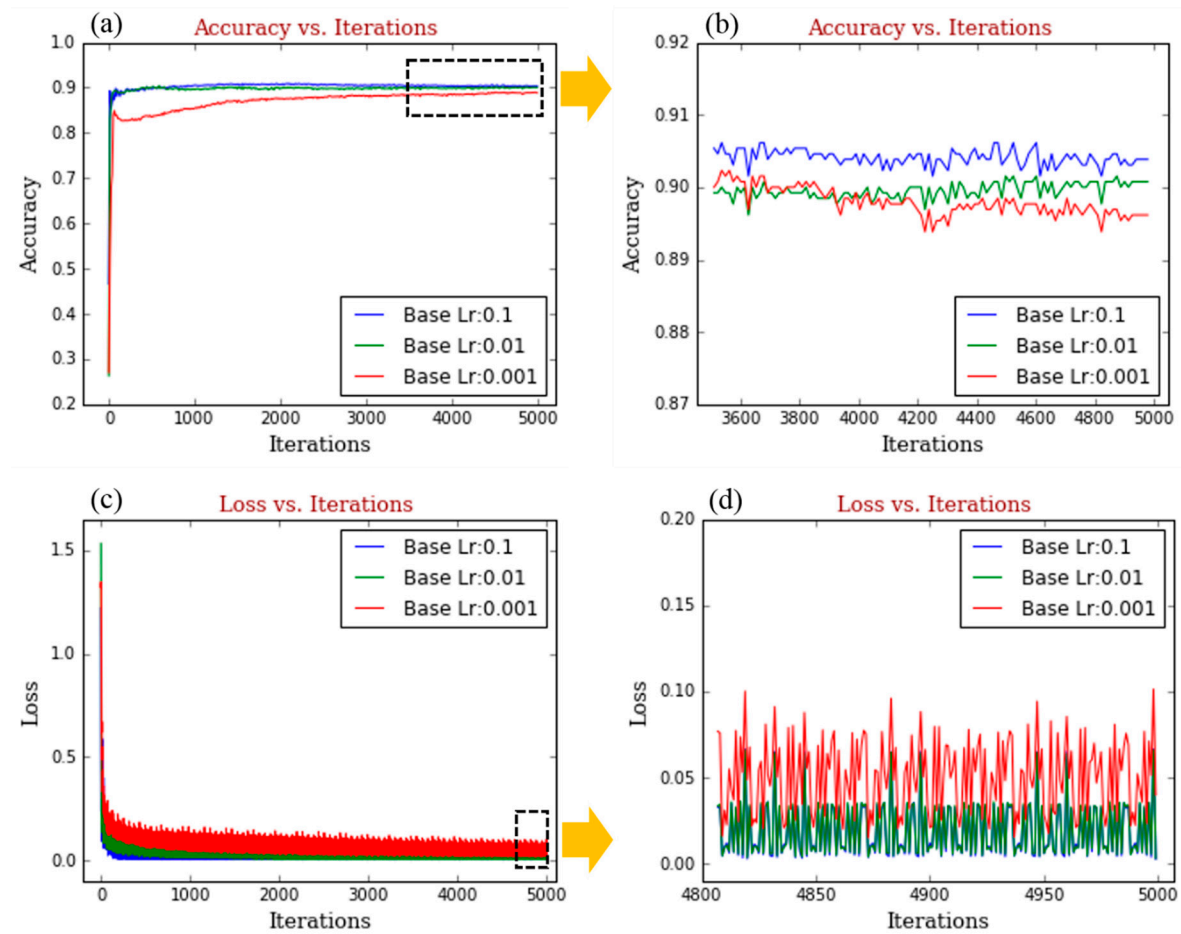 (a)
Accuracy vs. Iterations
1.0
0.9
0.8
0.7
0.6
0.5
0.4
0.3
0.2
Accuracy
0 1000 2000 3000 4000 5000
Iterations
Base Lr:0.1
Base Lr:0.01
Base Lr:0.001
(b)
Accuracy vs. Iterations
0.92
0.91
0.90
0.89
0.88
0.87
Accuracy
3600 3800 4000 4200 4400 4600 4800 5000
Iterations
Base Lr:0.1
Base Lr:0.01
Base Lr:0.001
(c)
Loss vs. Iterations
1.5
1.0
0.5
0.0
Loss
0 1000 2000 3000 4000 5000
Iterations
Base Lr:0.1
Base Lr:0.01
Base Lr:0.001
(d)
Loss vs. Iterations
0.20
0.15
0.10
0.05
0.00
Loss
4800 4850 4900 4950 5000
Iterations
Base Lr:0.1
Base Lr:0.01
Base Lr:0.001